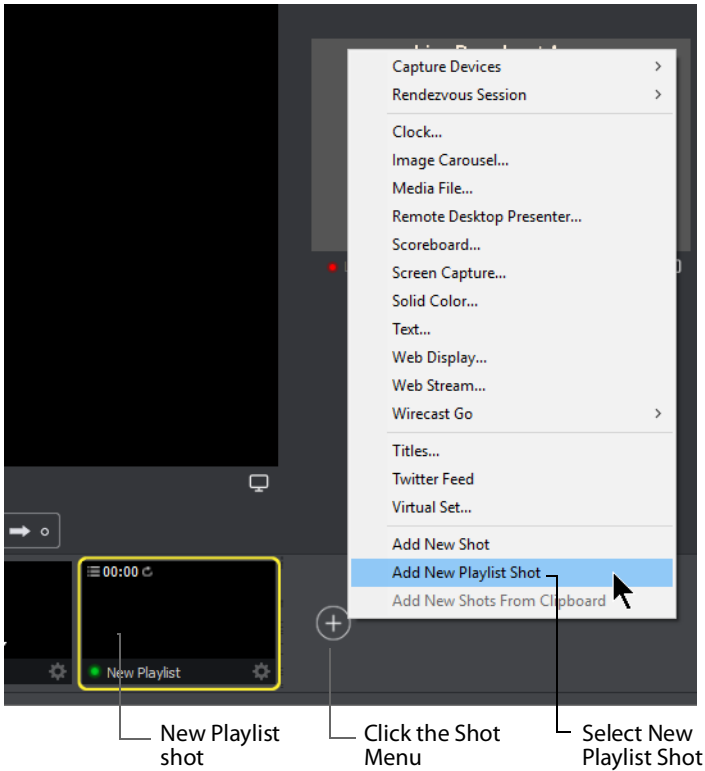 Capture Devices
Rendezvous Session
Clock...
Image Carousel...
Media File...
Remote Desktop Presenter...
Scoreboard...
Screen Capture...
Solid Color...
Text...
Web Display...
Web Stream...
Wirecast Go
Titles...
Twitter Feed
Virtual Set...
Add New Shot
Add New Playlist Shot
Add New Shots From Clipboard
00:00
New Playlist
New Playlist
shot
Click the Shot
Menu
Select New
Playlist Shot